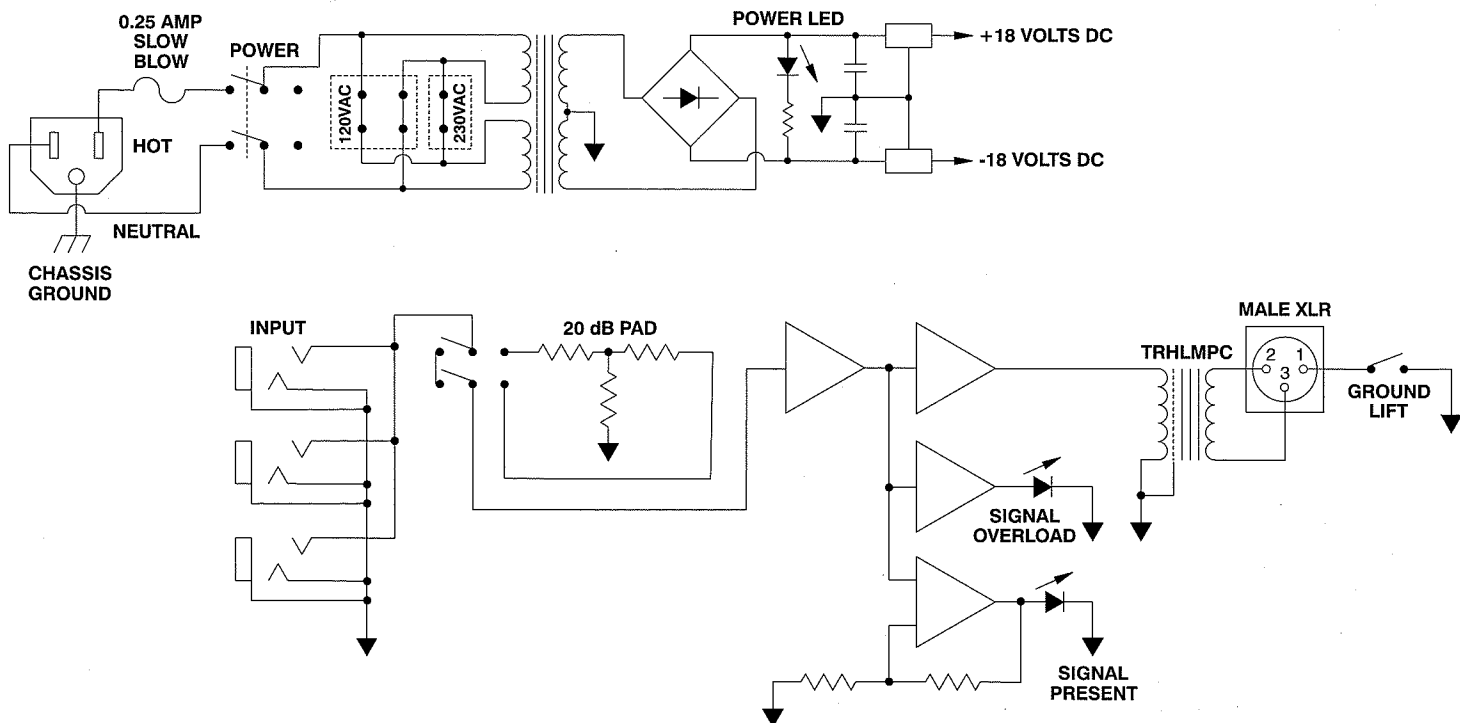 0.25 AMP
SLOW
BLOW
POWER
POWER LED
+18 VOLTS DC
120VAC
230VAC
HOT
-18 VOLTS DC
NEUTRAL
CHASSIS
GROUND
INPUT
20 dB PAD
MALE XLR
TRHLMPC
2 1
3
GROUND
LIFT
SIGNAL
OVERLOAD
SIGNAL
PRESENT